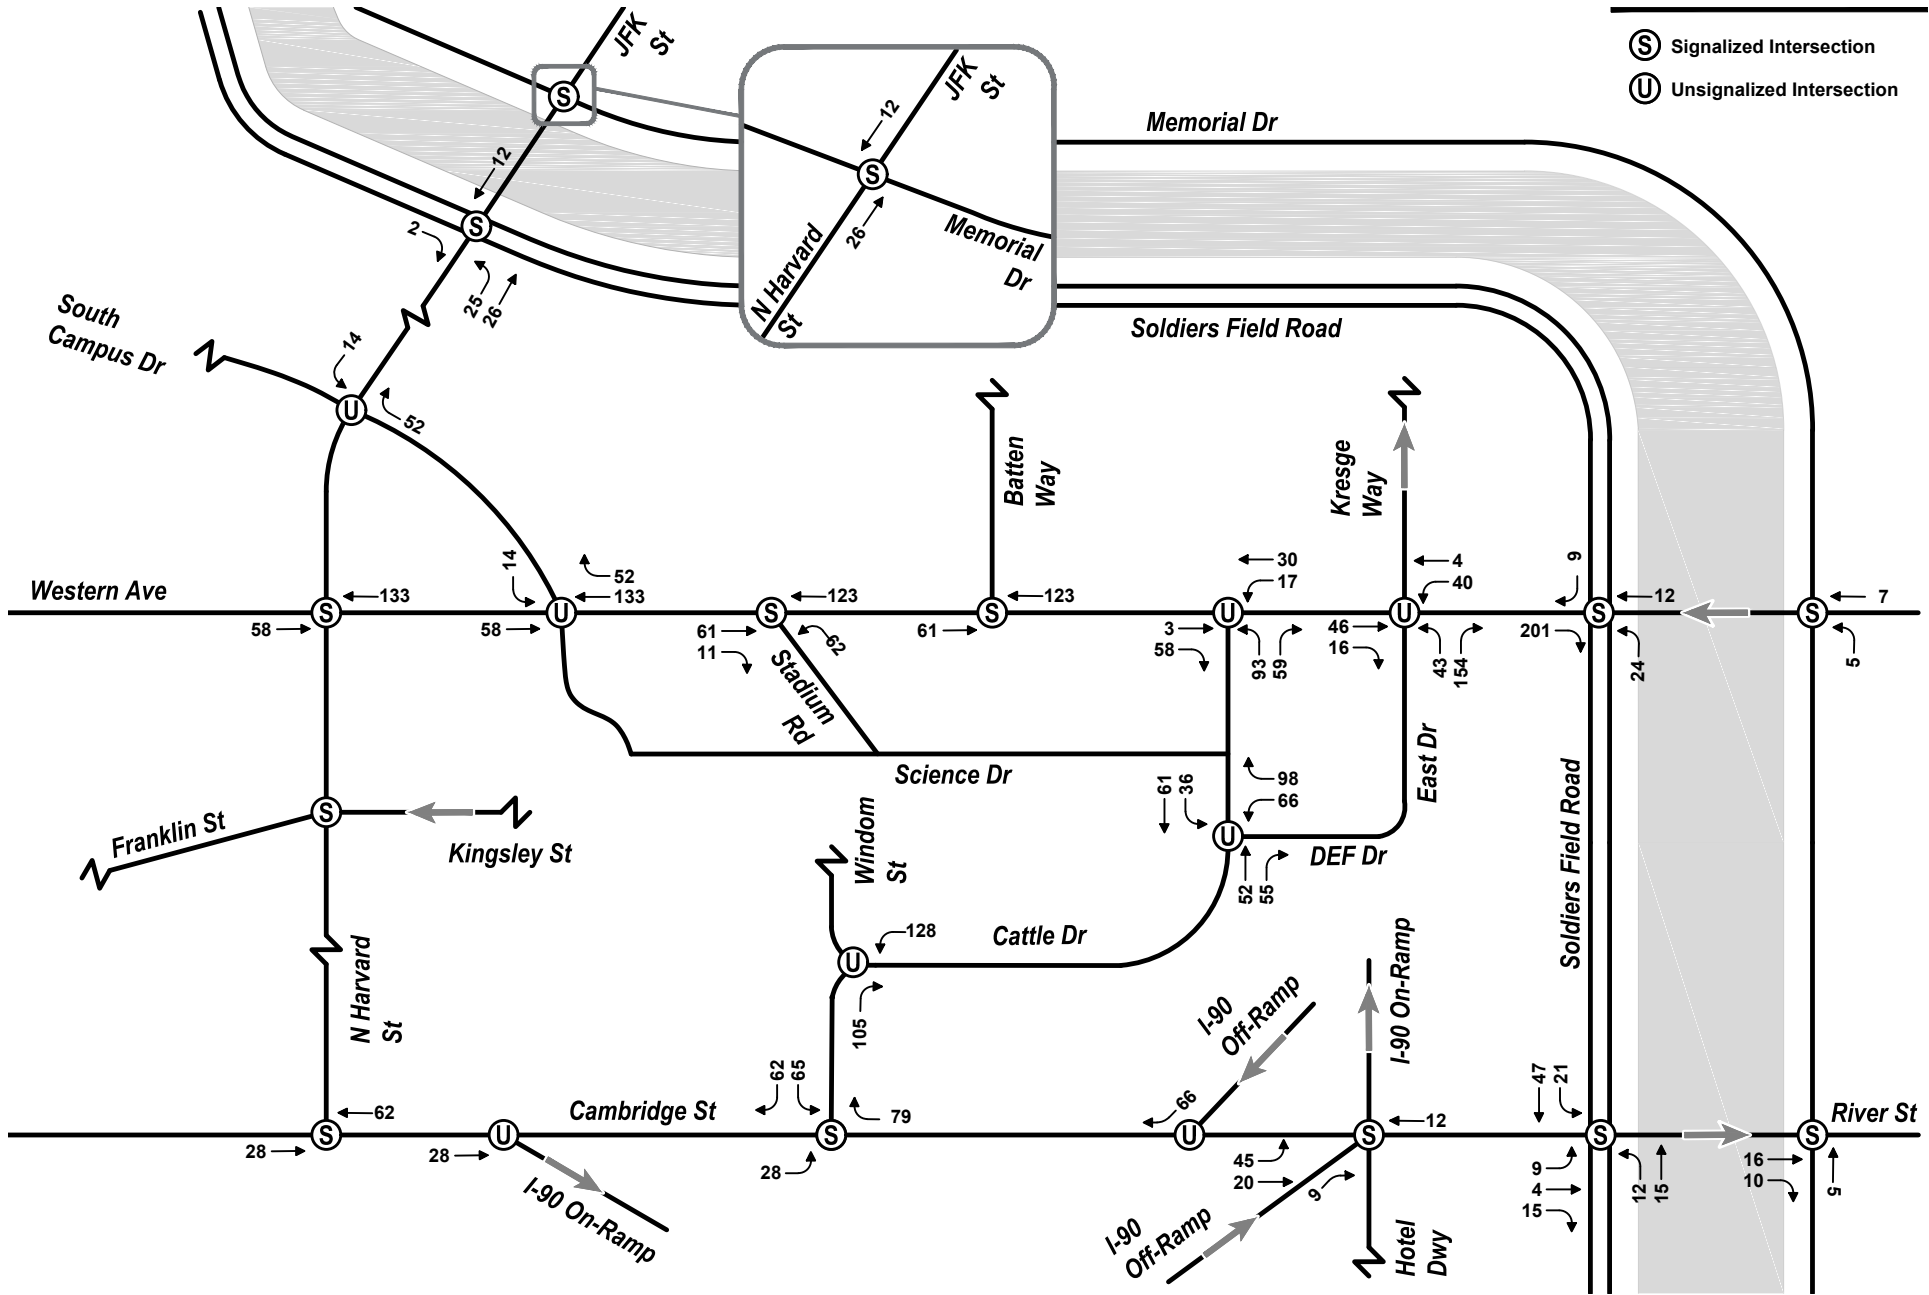 S Signalized Intersection
U Unsignalized Intersection
JFK
St
S
12
S
2
25
26
JFK
St
12
S
26
N Harvard
St
Memorial
Dr
Memorial Dr
Soldiers Field Road
South
Campus Dr
14
U
52
Batten
Way
Kresge
Way
Western Ave
133
S
58
14
52
133
U
58
123
S
61
11
62
Stadium
Rd
123
S
61
30
17
U
3
58
93
59
4
40
U
46
16
43
154
9
12
S
201
24
7
S
5
Science Dr
East Dr
Soldiers Field Road
61
36
98
66
U
52
55
DEF Dr
Franklin St
S
Kingsley St
Windom
St
128
U
105
Cattle Dr
N Harvard
St
I-90
Off-Ramp
I-90 On-Ramp
Cambridge St
62
S
28
U
28
I-90 On-Ramp
62
65
79
S
28
66
U
45
20
9
12
S
I-90
Off-Ramp
Hotel
Dwy
47
21
S
9
4
15
12
15
River St
S
16
10
5